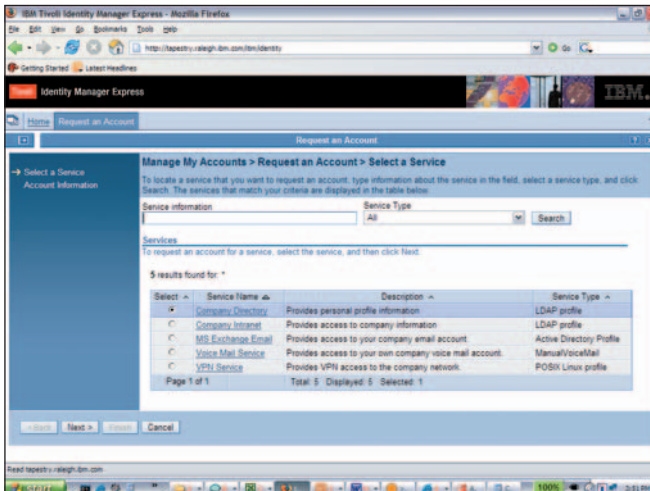 IBM Tivoli Identity Manager Express - Mozilla Firefox
File Edit View Go Bookmarks Tools Help
http://tapestry.raleigh.ibm.com/itim/identity Go
Getting Started Latest Headlines
Tivoli Identity Manager Express IBM.
Home Request an Account
Request an Account
Select a Service
Account Information
Manage My Accounts > Request an Account > Select a Service
To locate a service that you want to request an account, type information about the service in the field, select a service type, and click
Search. The services that match your criteria are displayed in the table below.
Service information Service Type
All Search
Services
To request an account for a service, select the service, and then click Next.
5 results found for: *
Select Service Name Description Service Type
Company Directory Provides personal profile information LDAP profile
Company Intranet Provides access to company information LDAP profile
MS Exchange Email Provides access to your company email account Active Directory Profile
Voice Mail Service Provides access to your own company voice mail account. ManualVoiceMail
VPN Service Provides VPN access to the company network. POSIX Linux profile
Page 1 of 1 Total: 5 Displayed: 5 Selected: 1
< Back Next > Finish Cancel
Read tapestry.raleigh.ibm.com
start 100%